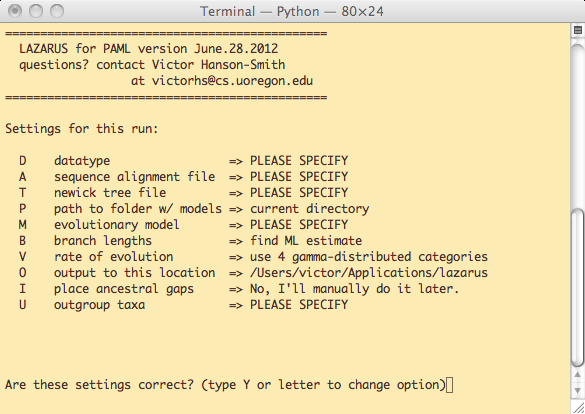 Terminal — Python — 80×24
==============================================
LAZARUS for PAML version June.28.2012
questions? contact Victor Hanson-Smith
at victorhs@cs.uoregon.edu
==============================================
Settings for this run:
D datatype => PLEASE SPECIFY
A sequence alignment file => PLEASE SPECIFY
T newick tree file => PLEASE SPECIFY
P path to folder w/ models => current directory
M evolutionary model => PLEASE SPECIFY
B branch lengths => find ML estimate
V rate of evolution => use 4 gamma-distributed categories
O output to this location => /Users/victor/Applications/lazarus
I place ancestral gaps => No, I'll manually do it later.
U outgroup taxa => PLEASE SPECIFY
Are these settings correct? (type Y or letter to change option)